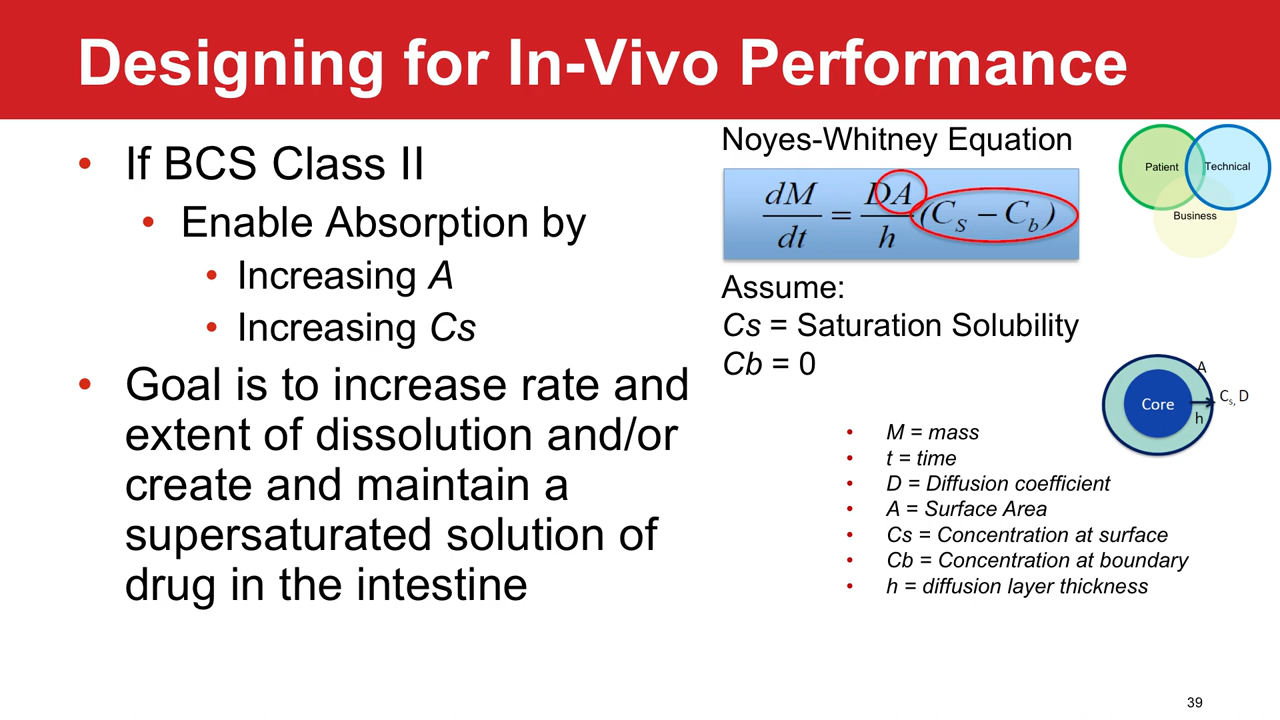 Designing for In-Vivo Performance
• If BCS Class II
• Enable Absorption by
• Increasing A
• Increasing Cs
• Goal is to increase rate and
extent of dissolution and/or
create and maintain a
supersaturated solution of
drug in the intestine
Noyes-Whitney Equation
dM/dt = DA/h (C_S − C_b)
Assume:
Cs = Saturation Solubility
Cb = 0
• M = mass
• t = time
• D = Diffusion coefficient
• A = Surface Area
• Cs = Concentration at surface
• Cb = Concentration at boundary
• h = diffusion layer thickness
Patient
Technical
Business
A
Core
C_s, D
h
39